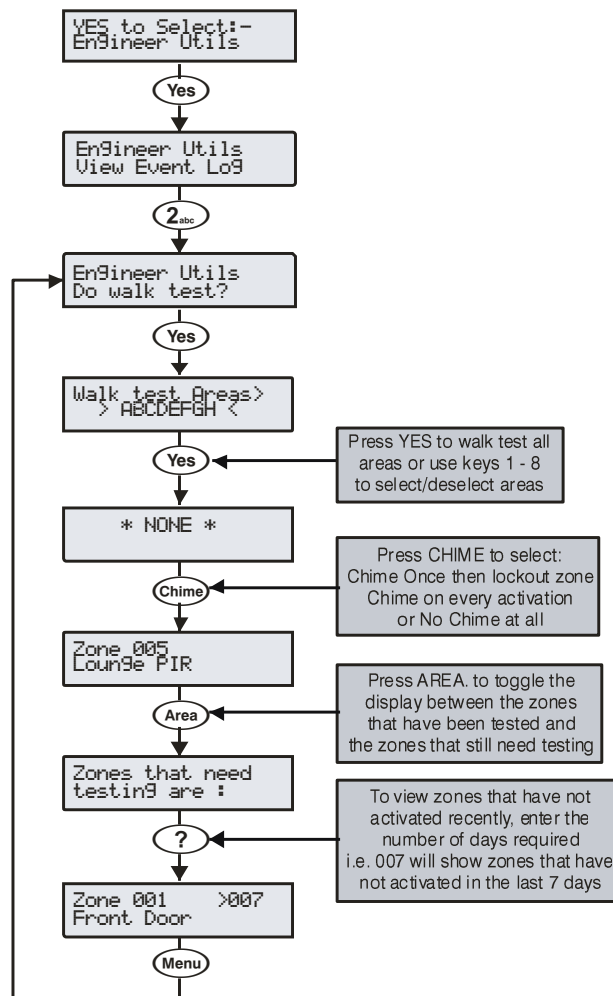 YES to Select:-
Engineer Utils
Yes
Engineer Utils
View Event Log
2abc
Engineer Utils
Do walk test?
Yes
Walk test Areas>
> ABCDEFGH <
Yes
Press YES to walk test all
areas or use keys 1 - 8
to select/deselect areas
* NONE *
Chime
Press CHIME to select:
Chime Once then lockout zone
Chime on every activation
or No Chime at all
Zone 005
Lounge PIR
Area
Press AREA. to toggle the
display between the zones
that have been tested and
the zones that still need testing
Zones that need
testing are :
?
To view zones that have not
activated recently, enter the
number of days required
i.e. 007 will show zones that have
not activated in the last 7 days
Zone 001 >007
Front Door
Menu